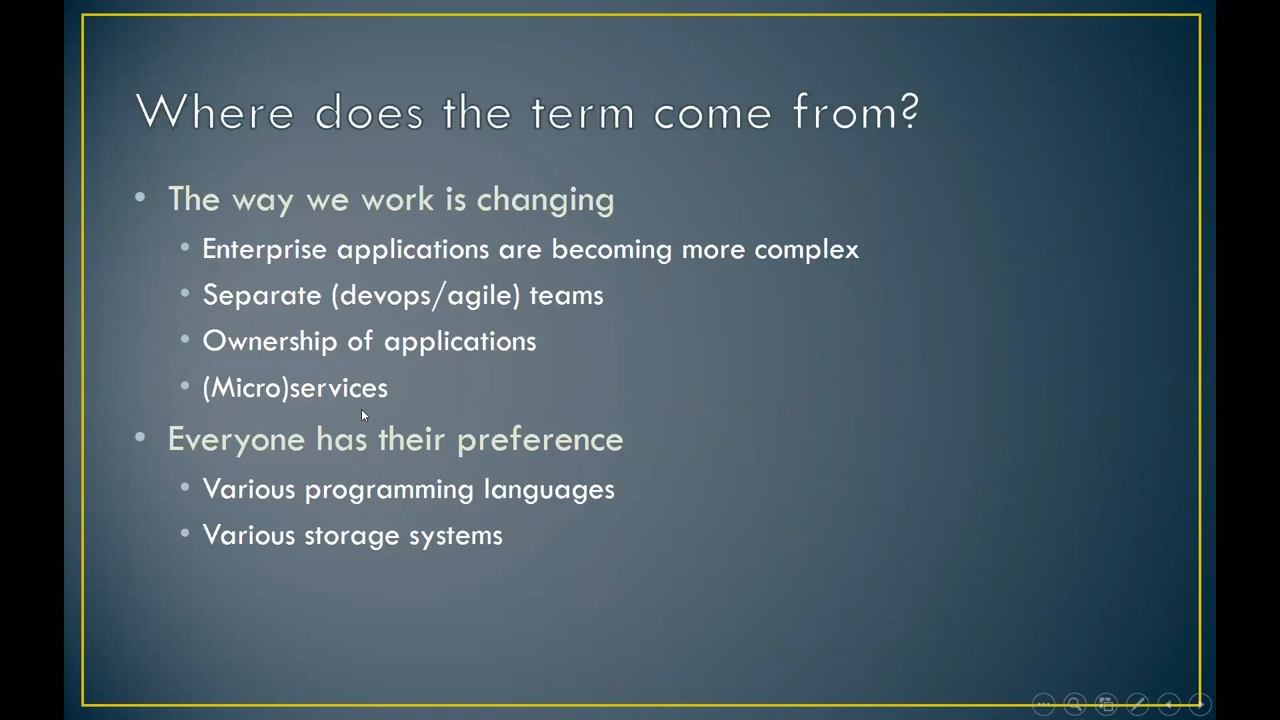 Where does the term come from?
• The way we work is changing
• Enterprise applications are becoming more complex
• Separate (devops/agile) teams
• Ownership of applications
• (Micro)services
• Everyone has their preference
• Various programming languages
• Various storage systems